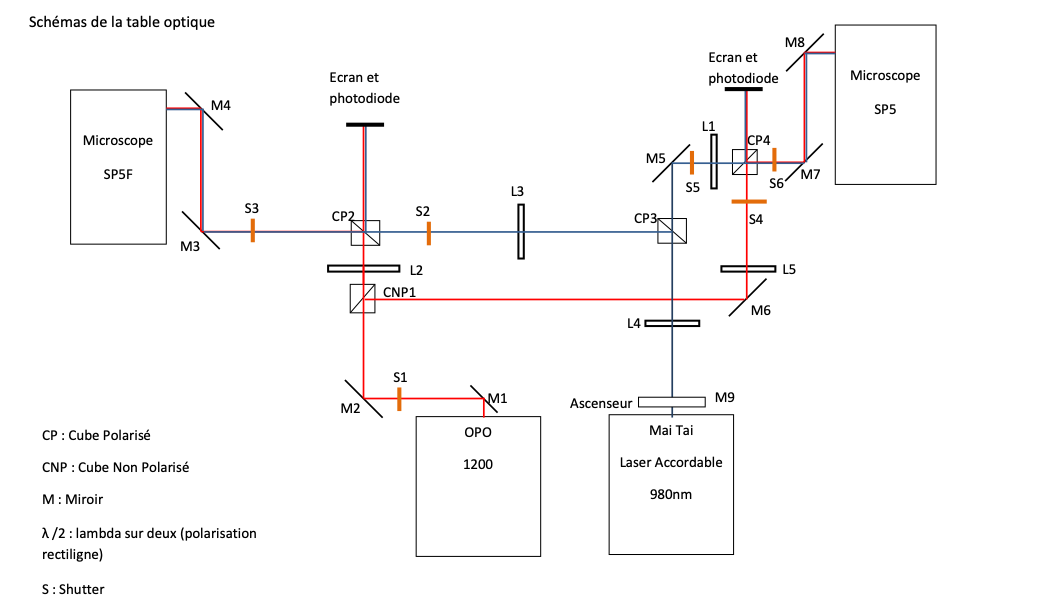 Schémas de la table optique
M8
Ecran et
photodiode
Microscope
SP5
Ecran et
photodiode
M4
Microscope
SP5F
L1
CP4
M5
M7
S6
S5
L3
S3
CP2
S2
CP3
S4
M3
L2
L5
CNP1
M6
L4
S1
M1
M2
Ascenseur
M9
OPO
1200
Mai Tai
Laser Accordable
980nm
CP : Cube Polarisé
CNP : Cube Non Polarisé
M : Miroir
λ /2 : lambda sur deux (polarisation
rectiligne)
S : Shutter